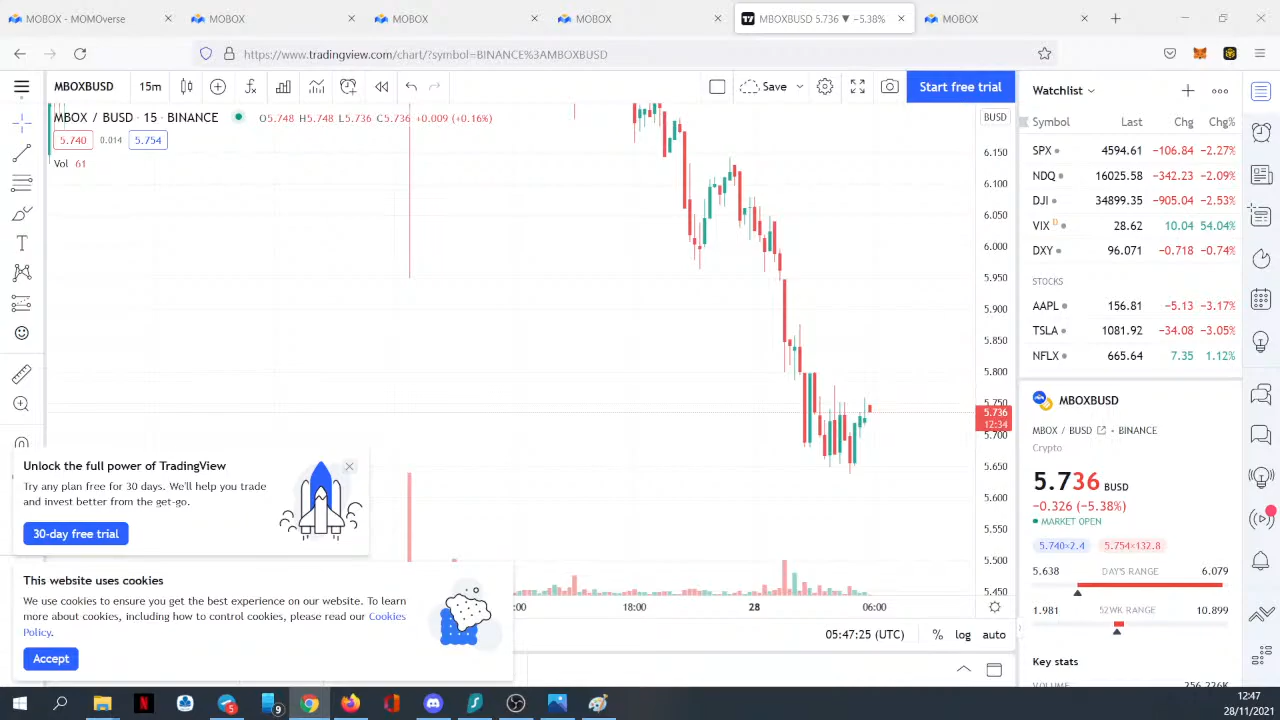 MOBOX - MOMOverse
MOBOX
MOBOX
MOBOX
MBOXBUSD 5.736 ▼ −5.38%
MOBOX
https://www.tradingview.com/chart/?symbol=BINANCE%3AMBOXBUSD
MBOXBUSD 15m Save Start free trial
MBOX / BUSD · 15 · BINANCE
L5.736 C5.736 +0.009 (+0.16%)
5.740 0.014 5.754
Vol 61
BUSD
6.150
6.100
6.050
6.000
5.950
5.900
5.850
5.800
5.750
5.736
12:34
5.700
5.650
5.600
5.550
5.500
5.450
18:00 28 06:00
05:47:25 (UTC) % log auto
Unlock the full power of TradingView
Try any plan free for 30 days. We'll help you trade
and invest better from the get-go.
30-day free trial
This website uses cookies
We use cookies to ensure you get the best experience on our website. To learn
more about cookies, including how to control cookies, please read our Cookies
Policy.
Accept
Watchlist
Symbol Last Chg Chg%
SPX 4594.61 −106.84 −2.27%
NDQ 16025.58 −342.23 −2.09%
DJI 34899.35 −905.04 −2.53%
VIX D 28.62 10.04 54.04%
DXY 96.071 −0.718 −0.74%
STOCKS
AAPL 156.81 −5.13 −3.17%
TSLA 1081.92 −34.08 −3.05%
NFLX 665.64 7.35 1.12%
MBOXBUSD
MBOX / BUSD • BINANCE
Crypto
5.736 BUSD
−0.326 (−5.38%)
MARKET OPEN
5.740×2.4 5.754×132.8
5.638 DAY'S RANGE 6.079
1.981 52WK RANGE 10.899
Key stats
VOLUME 256.226K
12:47
28/11/2021